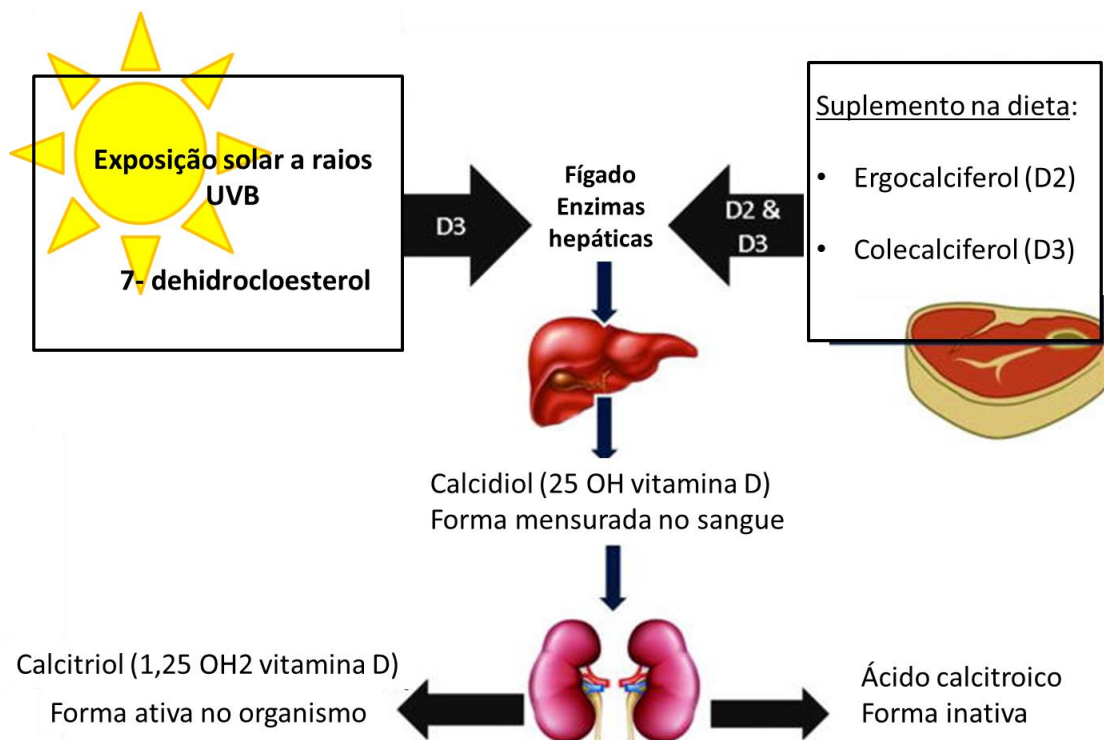 Exposição solar a raios
UVB
7- dehidrocloesterol
D3
Fígado
Enzimas
hepáticas
D2 &
D3
Suplemento na dieta:
• Ergocalciferol (D2)
• Colecalciferol (D3)
Calcidiol (25 OH vitamina D)
Forma mensurada no sangue
Calcitriol (1,25 OH2 vitamina D)
Forma ativa no organismo
Ácido calcitroico
Forma inativa